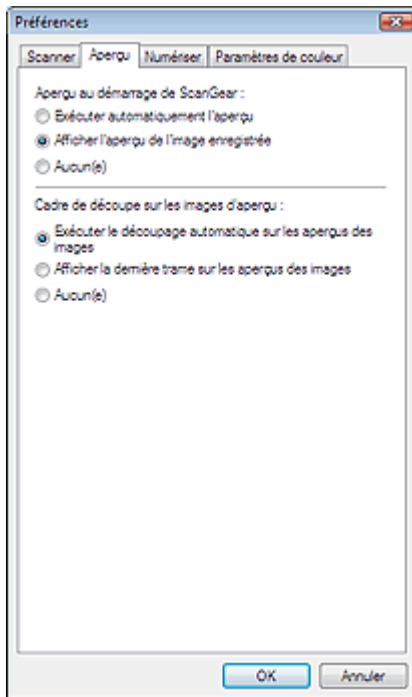 Préférences
Scanner Aperçu Numériser Paramètres de couleur
Aperçu au démarrage de ScanGear :
Exécuter automatiquement l'aperçu
Afficher l'aperçu de l'image enregistrée
Aucun(e)
Cadre de découpe sur les images d'aperçu :
Exécuter le découpage automatique sur les aperçus des
images
Afficher la dernière trame sur les aperçus des images
Aucun(e)
OK Annuler